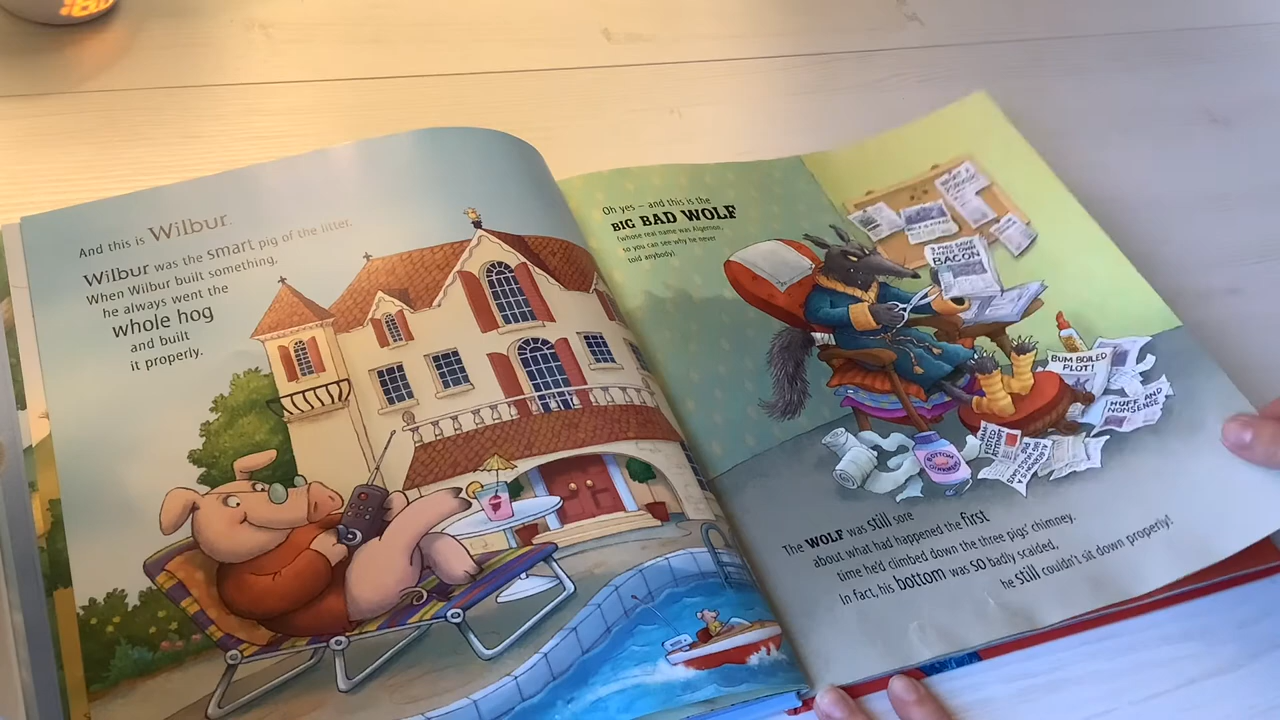 And this is Wilbur.
Wilbur was the smart pig of the litter.
When Wilbur built something,
he always went the
whole hog
and built
it properly.
Oh yes – and this is the
BIG BAD WOLF
(whose real name was Algernon,
so you can see why he never
told anybody)
3 PIGS SAVE
THEIR OWN
BACON
BUM BOILED
PLOT!
HUFF AND
NONSENSE
BOTTOM
OINTMENT
The WOLF was still sore
about what had happened the first
time he'd climbed down the three pigs' chimney.
In fact, his bottom was so badly scalded,
he still couldn't sit down properly!